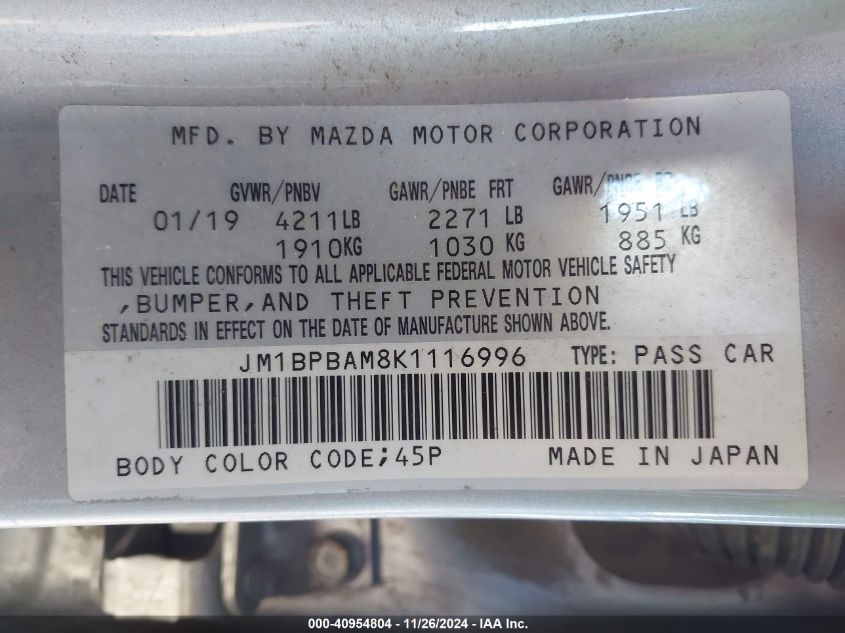 MFD. BY MAZDA MOTOR CORPORATION
DATE GVWR/PNBV GAWR/PNBE FRT GAWR/PNBE RR
01/19 4211LB 2271 LB 1951 LB
1910KG 1030 KG 885 KG
THIS VEHICLE CONFORMS TO ALL APPLICABLE FEDERAL MOTOR VEHICLE SAFETY
,BUMPER,AND THEFT PREVENTION
STANDARDS IN EFFECT ON THE DATE OF MANUFACTURE SHOWN ABOVE.
JM1BPBAM8K1116996 TYPE: PASS CAR
BODY COLOR CODE;45P MADE IN JAPAN
000-40954804 - 11/26/2024 - IAA Inc.